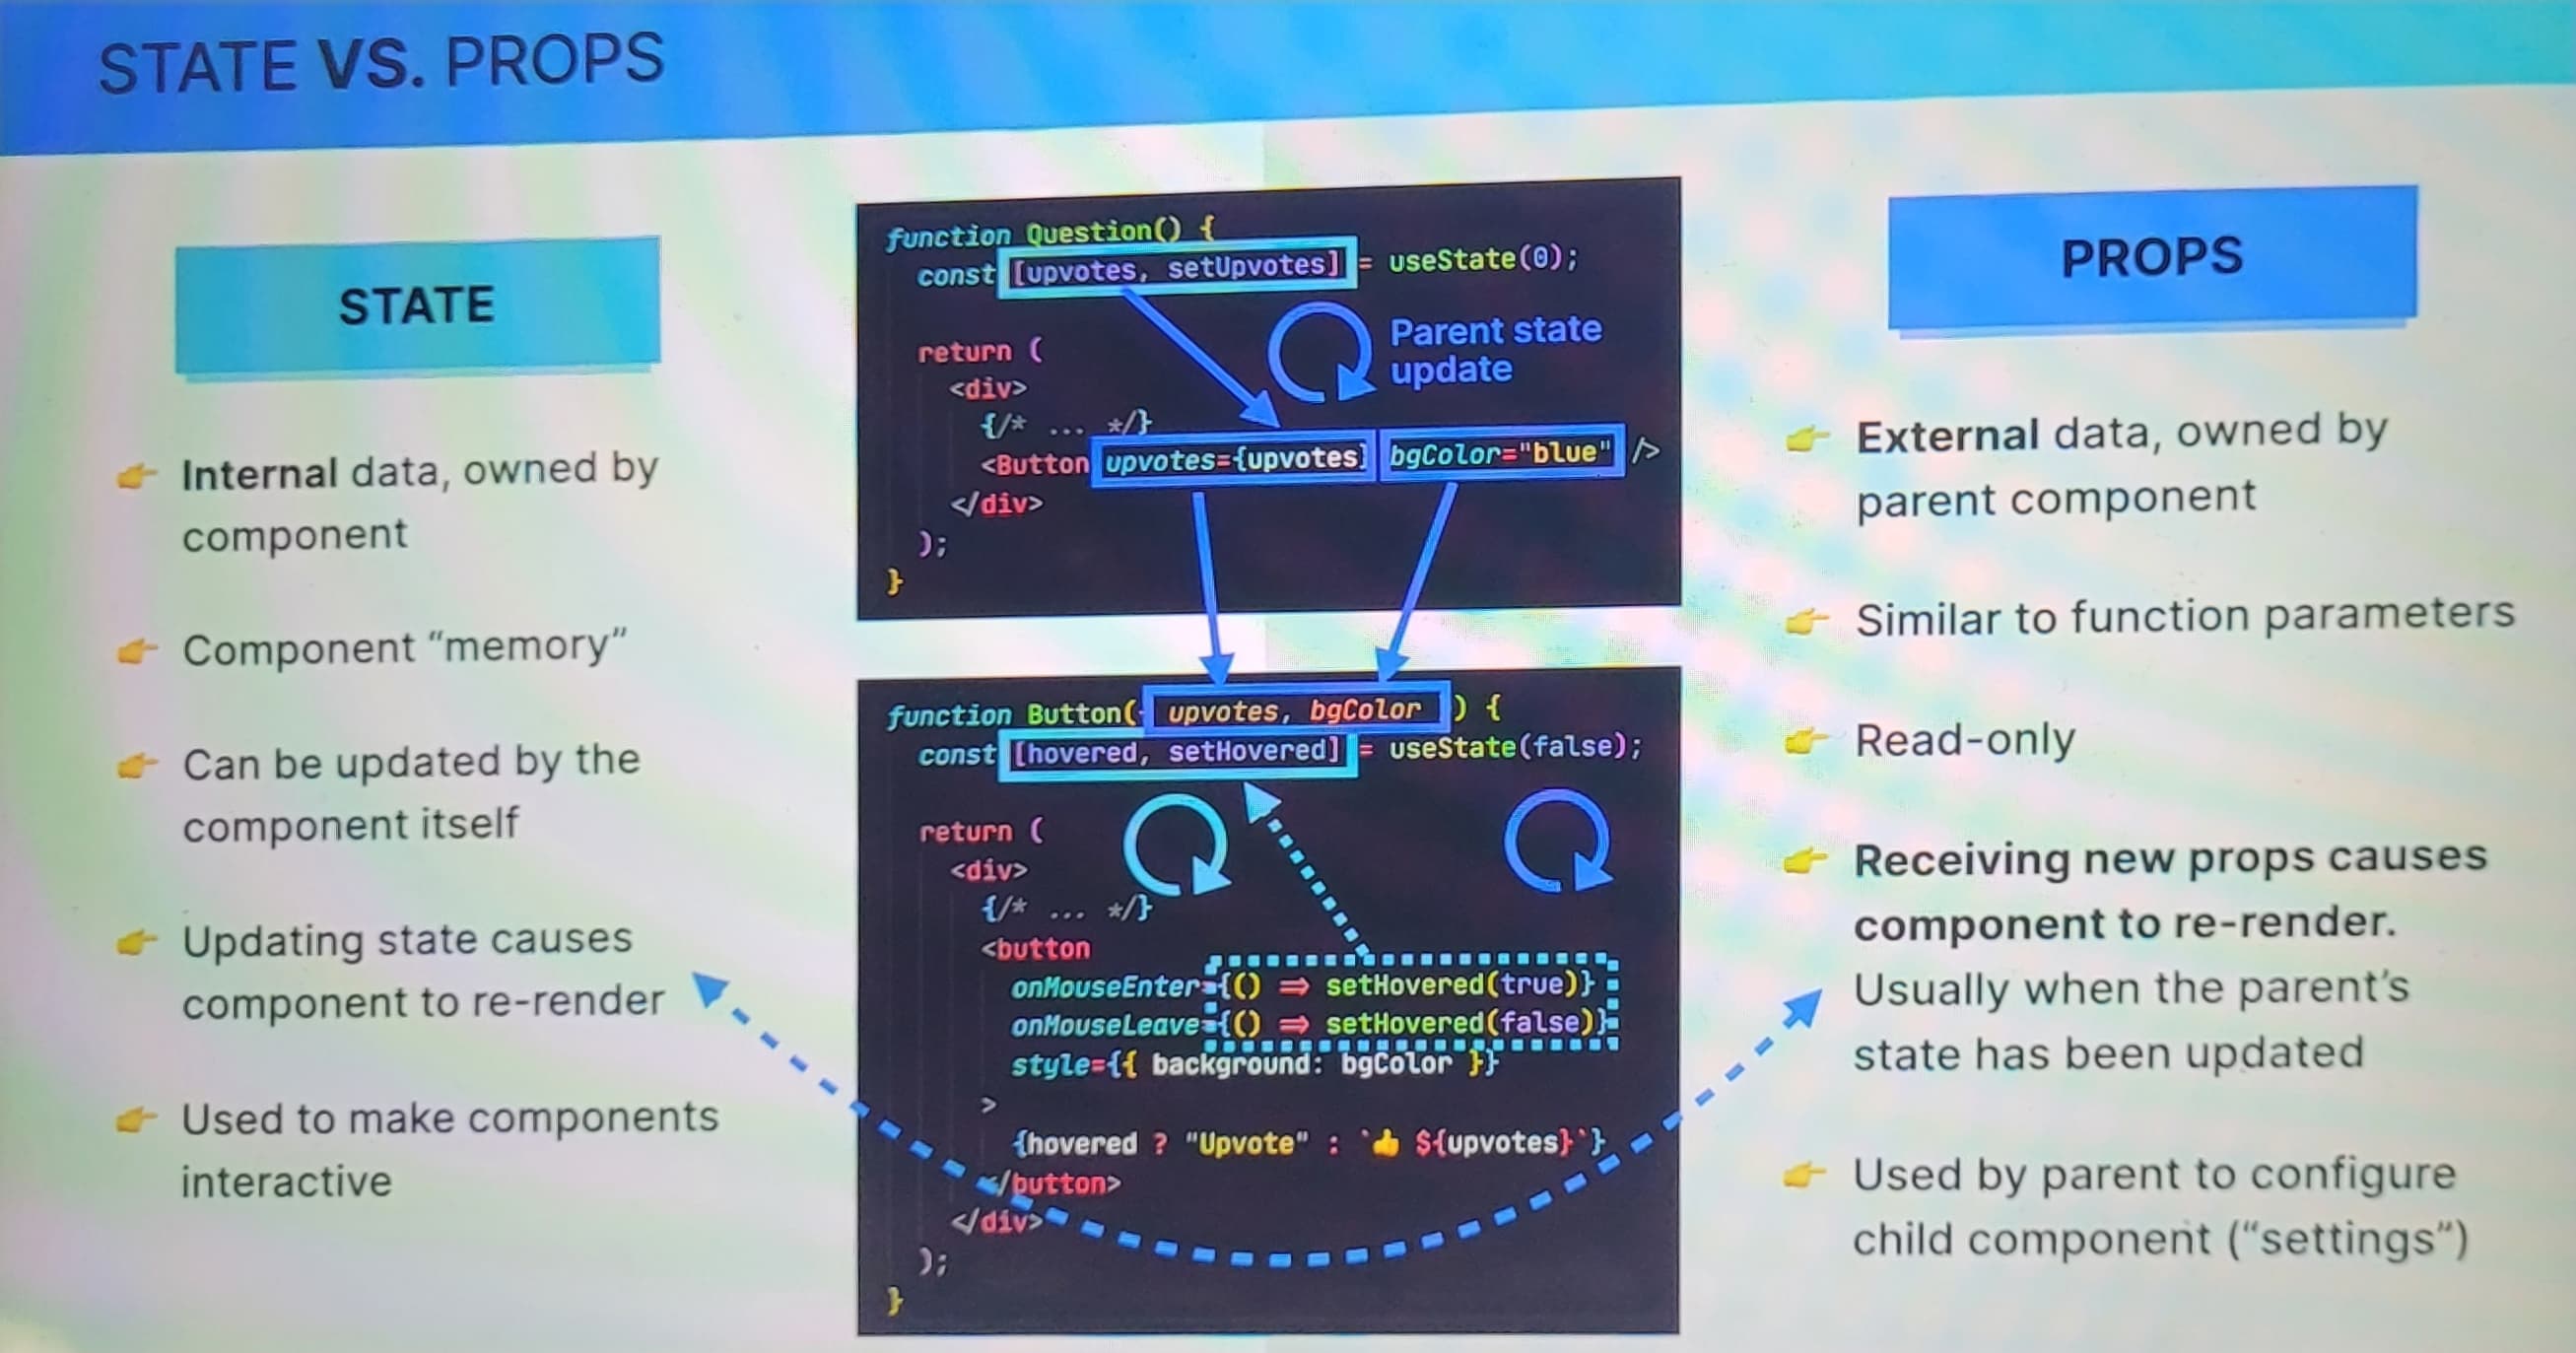 STATE VS. PROPS
STATE
Internal data, owned by
component
Component “memory”
Can be updated by the
component itself
Updating state causes
component to re-render
Used to make components
interactive
function Question() {
const [upvotes, setUpvotes] = useState(0);
Parent state
update
return (
<div>
{/* ... */}
<Button upvotes={upvotes} bgColor="blue" />
</div>
);
}
function Button({ upvotes, bgColor }) {
const [hovered, setHovered] = useState(false);
return (
<div>
{/* ... */}
<button
onMouseEnter={() => setHovered(true)}
onMouseLeave={() => setHovered(false)}
style={{ background: bgColor }}
>
{hovered ? "Upvote" : `👍 ${upvotes}`}
</button>
</div>
);
}
PROPS
External data, owned by
parent component
Similar to function parameters
Read-only
Receiving new props causes
component to re-render.
Usually when the parent’s
state has been updated
Used by parent to configure
child component (“settings”)